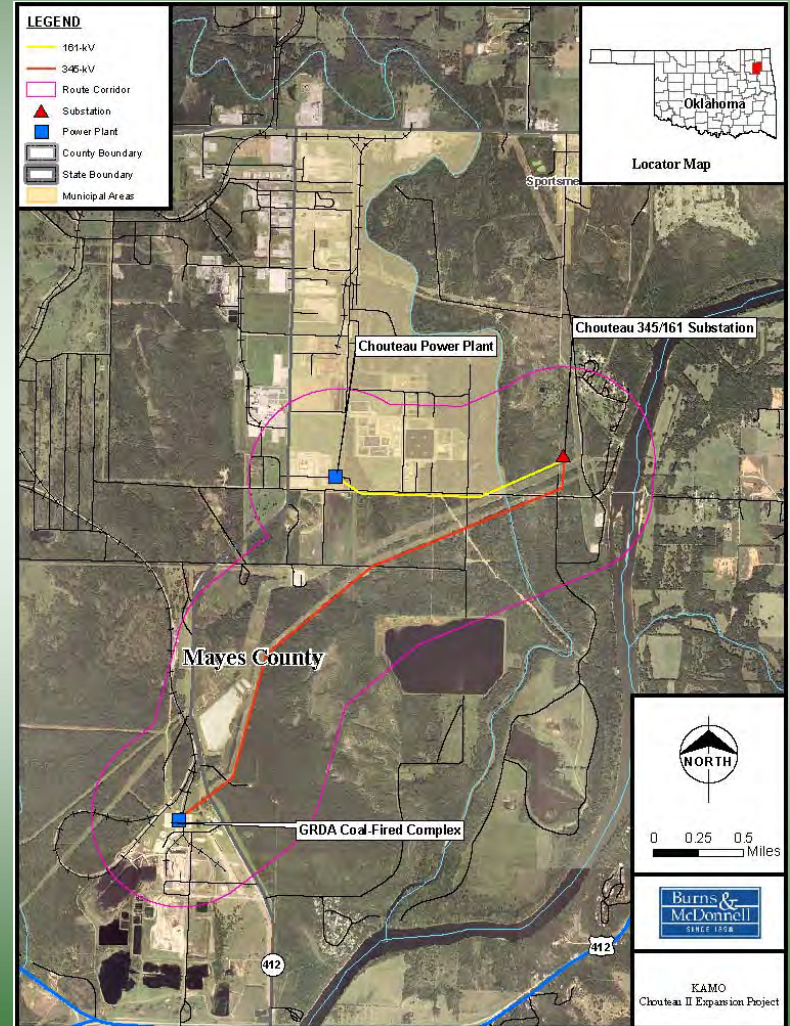 LEGEND
161-kV
345-kV
Route Corridor
Substation
Power Plant
County Boundary
State Boundary
Municipal Areas
Oklahoma
Locator Map
Chouteau 345/161 Substation
Chouteau Power Plant
Mayes County
GRDA Coal-Fired Complex
NORTH
0 0.25 0.5
Miles
Burns &
McDonnell
SINCE 1898
412
412
KAMO
Chouteau II Expansion Project